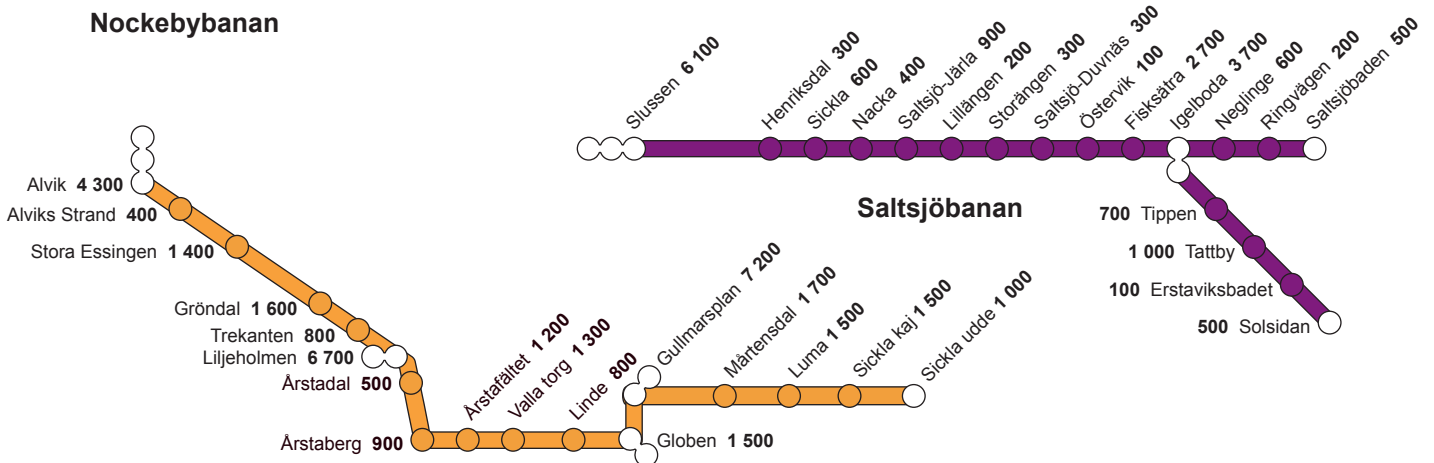 Nockebybanan
Slussen 6 100
Henriksdal 300
Sickla 600
Nacka 400
Saltsjö-Järla 900
Lillängen 200
Storängen 300
Saltsjö-Duvnäs 300
Östervik 100
Fisksätra 2 700
Igelboda 3 700
Neglinge 600
Ringvägen 200
Saltsjöbaden 500
Saltsjöbanan
700 Tippen
1 000 Tattby
100 Erstaviksbadet
500 Solsidan
Alvik 4 300
Alviks Strand 400
Stora Essingen 1 400
Gröndal 1 600
Trekanten 800
Liljeholmen 6 700
Årstadal 500
Årstaberg 900
Årstafältet 1 200
Valla torg 1 300
Linde 800
Gullmarsplan 7 200
Globen 1 500
Mårtensdal 1 700
Luma 1 500
Sickla kaj 1 500
Sickla udde 1 000